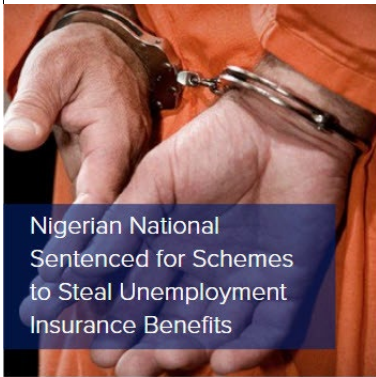 Nigerian National
Sentenced for Schemes
to Steal Unemployment
Insurance Benefits